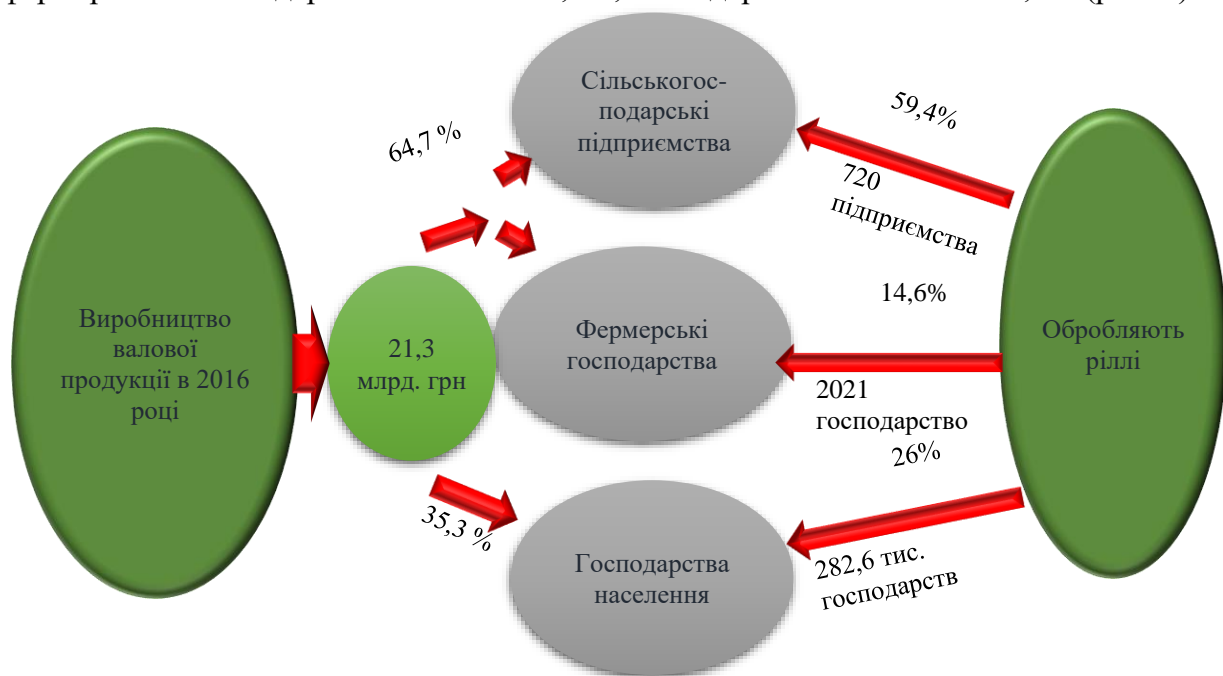 Сільськогос-
подарські
підприємства
59,4%
64,7 %
720
підприємства
14,6%
Виробництво
валової
продукції в 2016
році
21,3
млрд. грн
Фермерські
господарства
Обробляють
ріллі
2021
господарство
26%
35,3 %
Господарства
населення
282,6 тис.
господарств